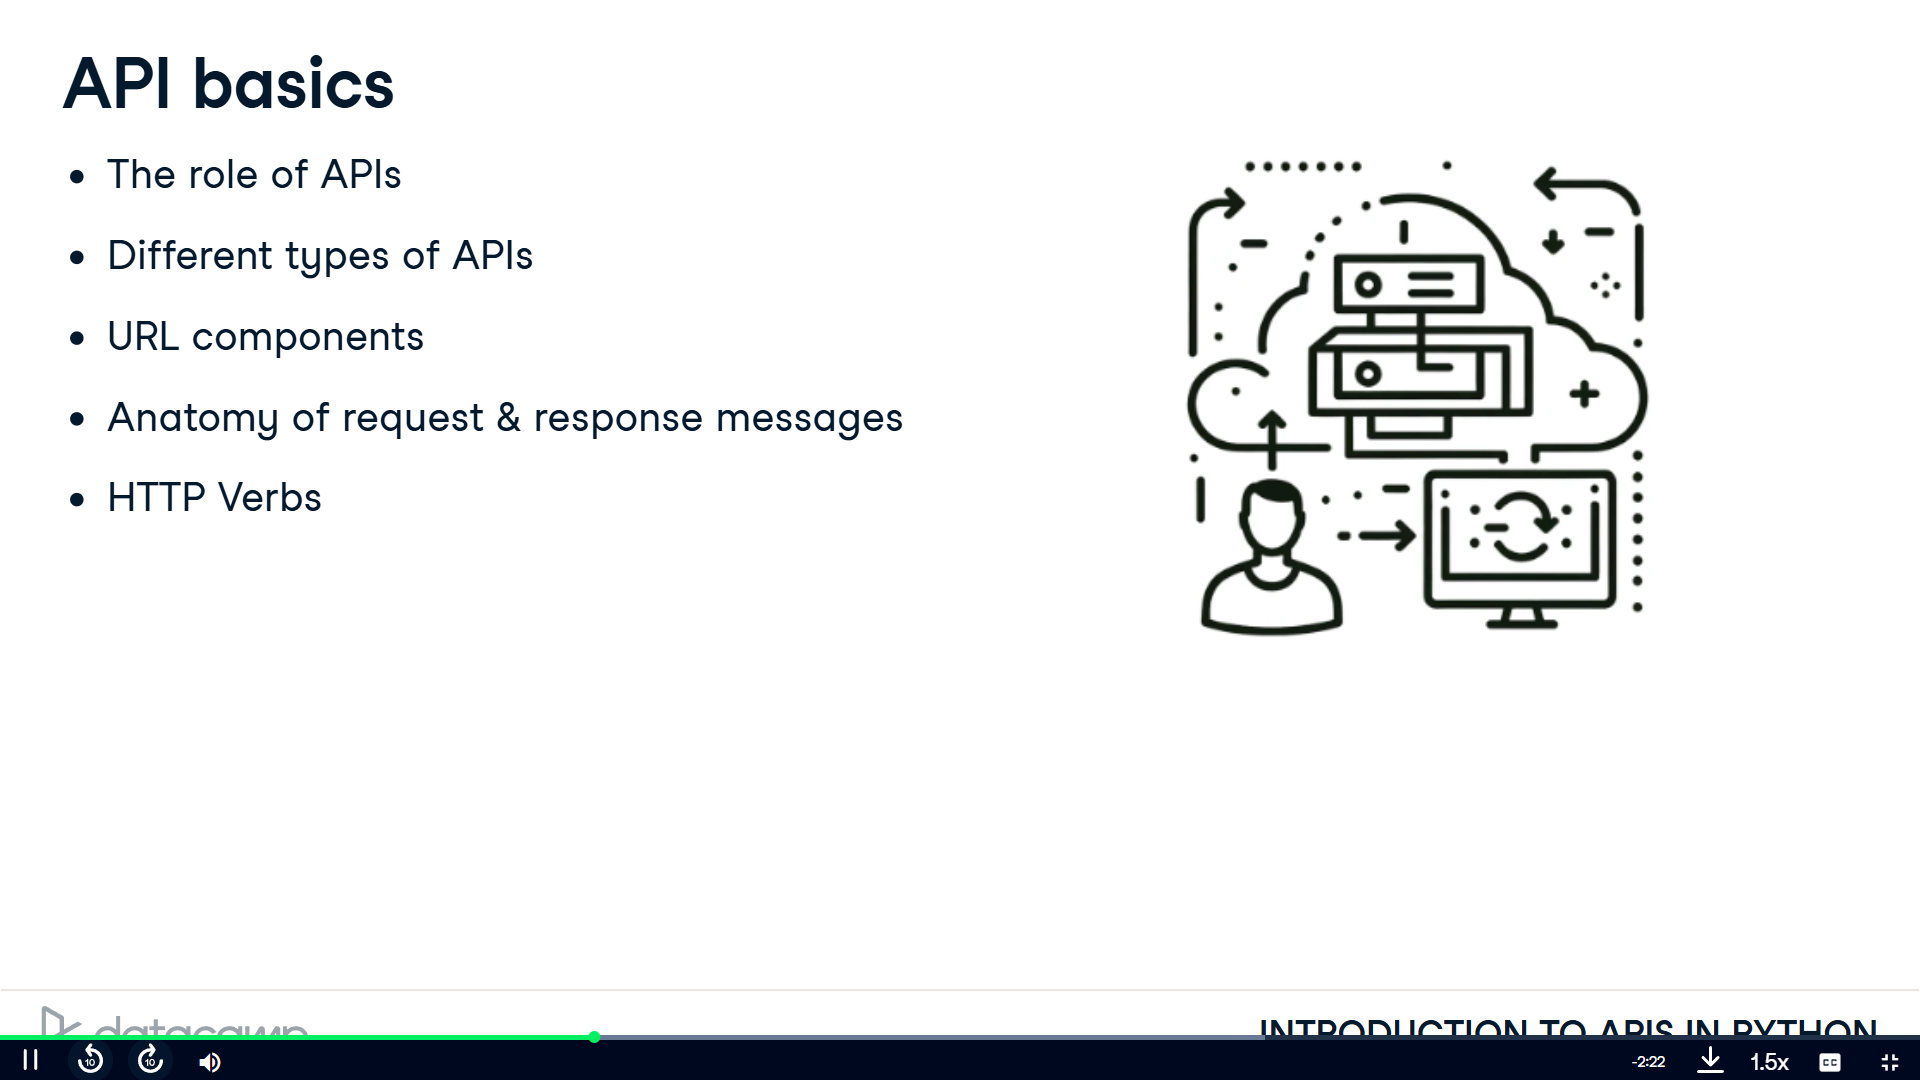 API basics
The role of APIs
Different types of APIs
URL components
Anatomy of request & response messages
HTTP Verbs
datacamp
INTRODUCTION TO APIS IN PYTHON
10
10
-2:22
1.5x
CC